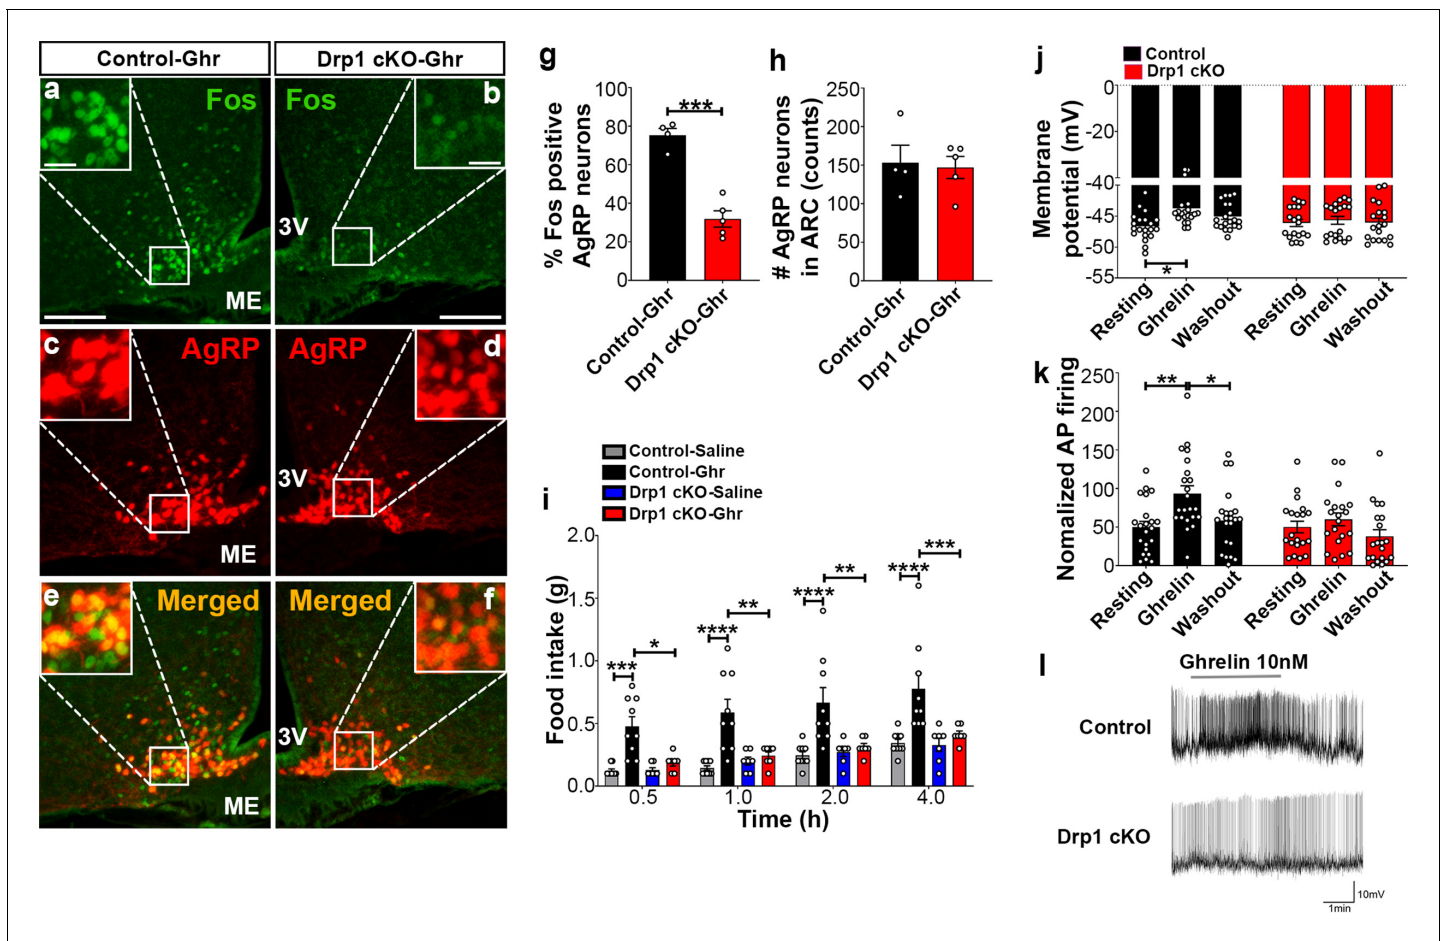 Control-Ghr
Drp1 cKO-Ghr
a
Fos
Fos
b
3V
ME
c
AgRP
AgRP
d
3V
ME
e
Merged
Merged
f
3V
ME
g
% Fos positive
AgRP neurons
100
80
60
40
20
0
***
Control-Ghr
Drp1 cKO-Ghr
h
# AgRP neurons
in ARC (counts)
250
200
150
100
50
0
Control-Ghr
Drp1 cKO-Ghr
i
Control-Saline
Control-Ghr
Drp1 cKO-Saline
Drp1 cKO-Ghr
Food intake (g)
2.0
1.5
1.0
0.5
0.0
*** *
**** **
**** **
**** ***
0.5 1.0 2.0 4.0
Time (h)
j
Control
Drp1 cKO
Membrane
potential (mV)
0
-20
-40
-40
-45
-50
-55
*
Resting
Ghrelin
Washout
Resting
Ghrelin
Washout
k
Nomalized AP firing
250
200
150
100
50
0
** *
Resting
Ghrelin
Washout
Resting
Ghrelin
Washout
l
Ghrelin 10nM
Control
Drp1 cKO
10mV
1min